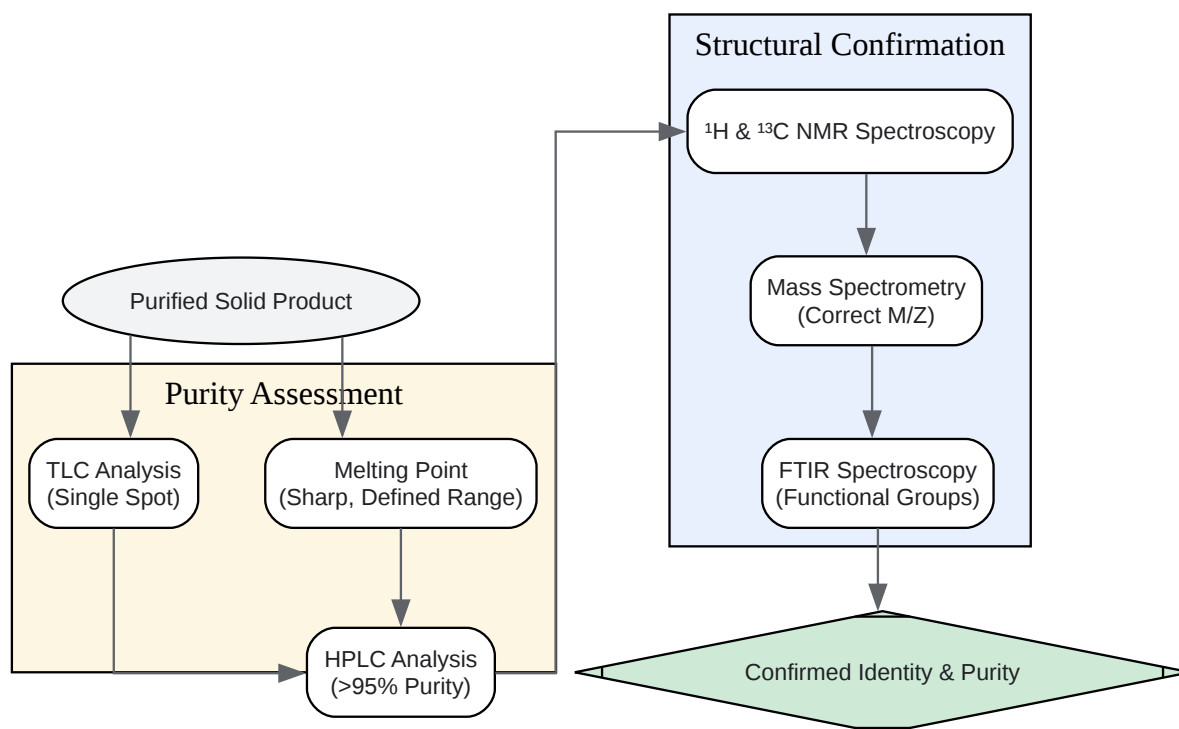 Structural Confirmation
¹H & ¹³C NMR Spectroscopy
Mass Spectrometry
(Correct M/Z)
FTIR Spectroscopy
(Functional Groups)
Purified Solid Product
Purity Assessment
TLC Analysis
(Single Spot)
Melting Point
(Sharp, Defined Range)
HPLC Analysis
(>95% Purity)
Confirmed Identity & Purity